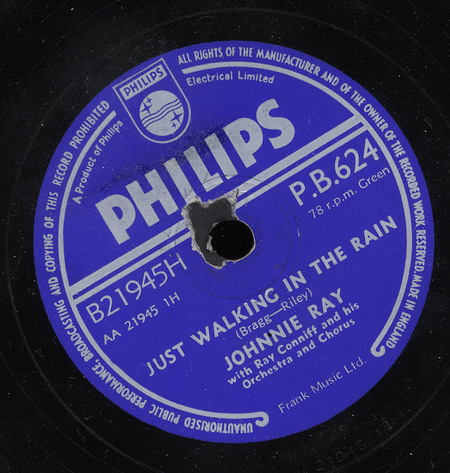 ALL RIGHTS OF THE MANUFACTURER AND OF THE OWNER OF THE RECORDED WORK RESERVED. MADE IN ENGLAND
UNAUTHORISED PUBLIC PERFORMANCE, BROADCASTING AND COPYING OF THIS RECORD PROHIBITED
PHILIPS
A Product of Philips
Electrical Limited
PHILIPS
P.B.624
78 r.p.m. Green
B21945H
AA 21945 1H
JUST WALKING IN THE RAIN
(Bragg—Riley)
JOHNNIE RAY
with Ray Conniff and his
Orchestra and Chorus
Frank Music Ltd.